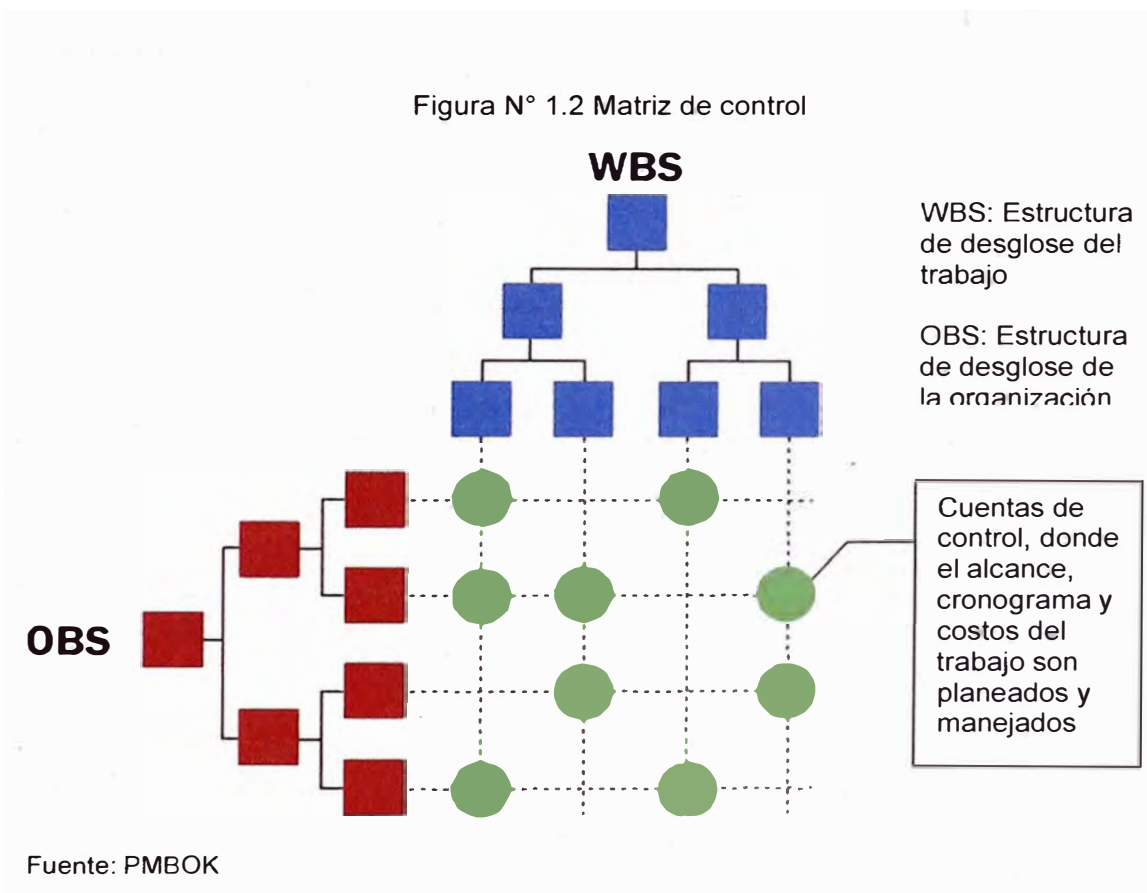 Figura N° 1.2 Matriz de control
WBS
WBS: Estructura
de desglose del
trabajo
OBS: Estructura
de desglose de
la organización
Cuentas de
control, donde
el alcance,
cronograma y
costos del
trabajo son
planeados y
manejados
OBS
Fuente: PMBOK